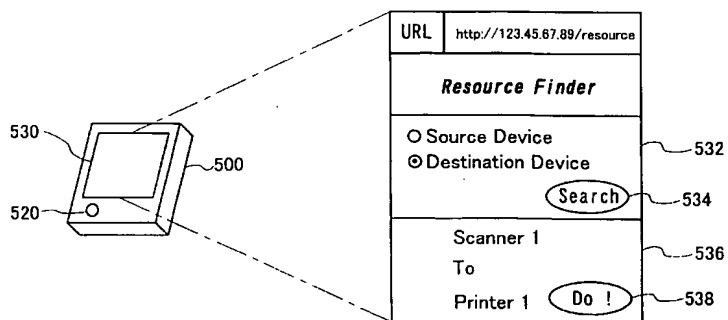 URL http://123.45.67.89/resource
Resource Finder
Source Device
Destination Device
Search
Scanner 1
To
Printer 1 Do !
530
520
500
532
534
536
538